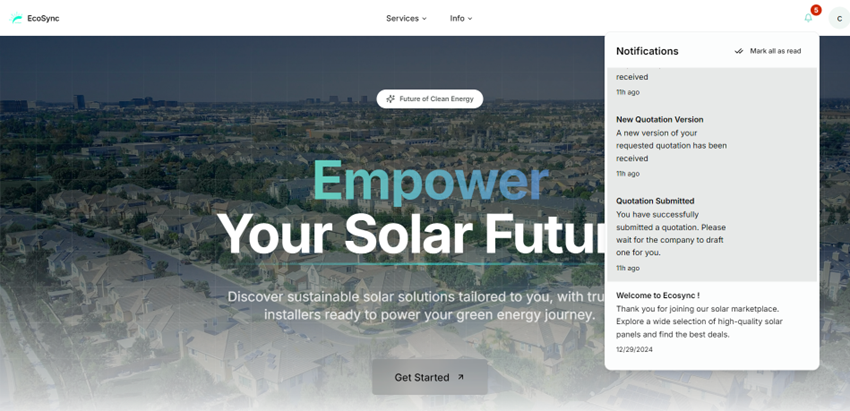 EcoSync
Services
Info
5
C
Notifications
Mark all as read
received
11h ago
New Quotation Version
A new version of your
requested quotation has been
received
11h ago
Quotation Submitted
You have successfully
submitted a quotation. Please
wait for the company to draft
one for you.
11h ago
Welcome to Ecosync !
Thank you for joining our solar marketplace.
Explore a wide selection of high-quality solar
panels and find the best deals.
12/29/2024
Future of Clean Energy
Empower
Your Solar Futur
Discover sustainable solar solutions tailored to you, with tru
installers ready to power your green energy journey.
Get Started